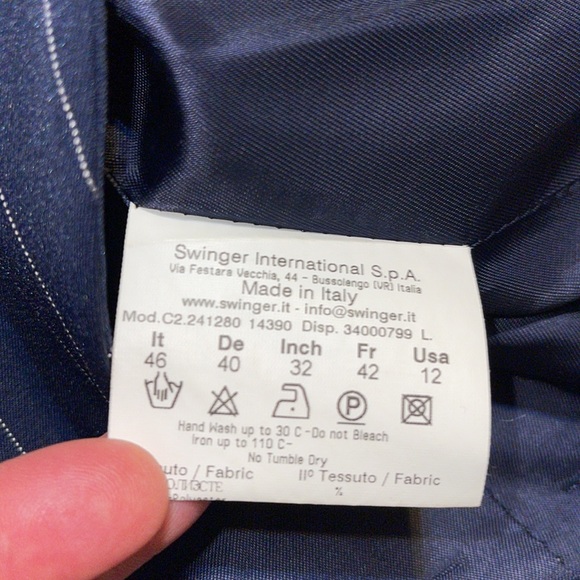 Swinger International S.p.A.
Via Festara Vecchia, 44 - Bussolengo (VR) Italia
Made in Italy
www.swinger.it - info@swinger.it
Mod.C2.241280 14390 Disp. 34000799 L.
It De Inch Fr Usa
46 40 32 42 12
P
Hand Wash up to 30 C -Do not Bleach
Iron up to 110 C-
No Tumble Dry
suto / Fabric IIº Tessuto / Fabric
%